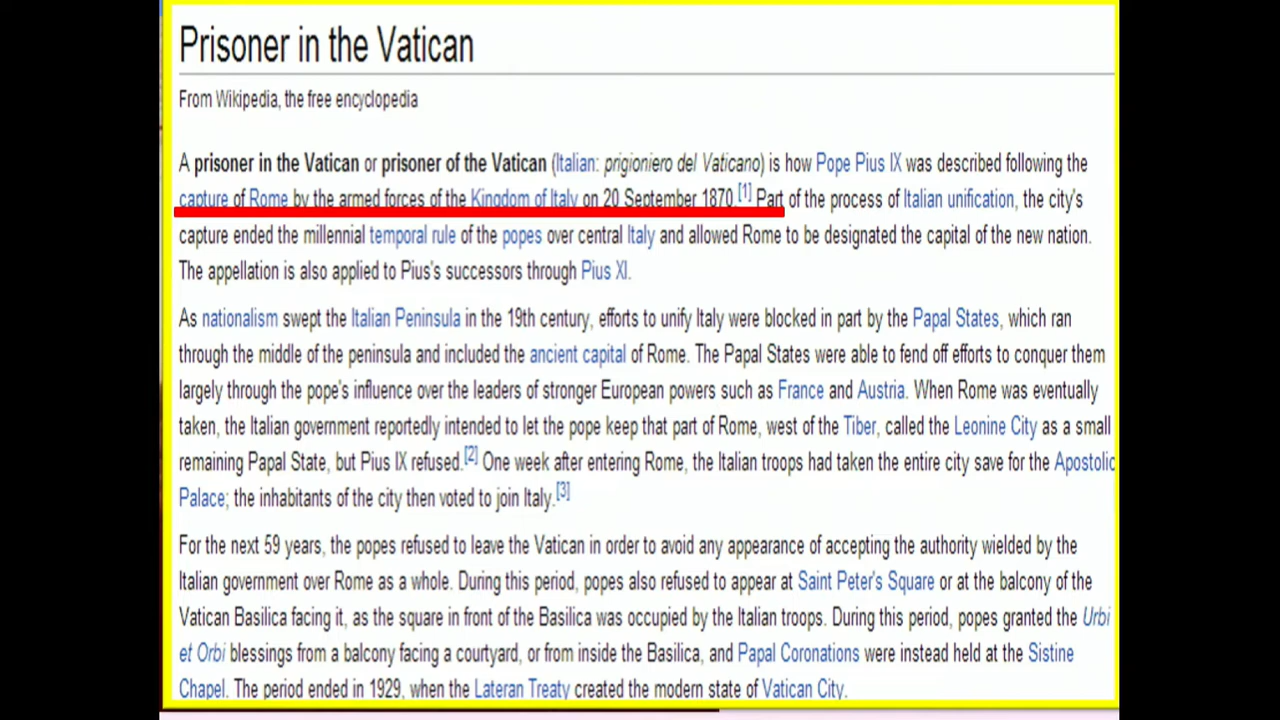 Prisoner in the Vatican
From Wikipedia, the free encyclopedia
A prisoner in the Vatican or prisoner of the Vatican (Italian: prigioniero del Vaticano) is how Pope Pius IX was described following the
capture of Rome by the armed forces of the Kingdom of Italy on 20 September 1870.[1] Part of the process of Italian unification, the city's
capture ended the millennial temporal rule of the popes over central Italy and allowed Rome to be designated the capital of the new nation.
The appellation is also applied to Pius's successors through Pius XI.
As nationalism swept the Italian Peninsula in the 19th century, efforts to unify Italy were blocked in part by the Papal States, which ran
through the middle of the peninsula and included the ancient capital of Rome. The Papal States were able to fend off efforts to conquer them
largely through the pope's influence over the leaders of stronger European powers such as France and Austria. When Rome was eventually
taken, the Italian government reportedly intended to let the pope keep that part of Rome, west of the Tiber, called the Leonine City as a small
remaining Papal State, but Pius IX refused.[2] One week after entering Rome, the Italian troops had taken the entire city save for the Apostolic
Palace; the inhabitants of the city then voted to join Italy.[3]
For the next 59 years, the popes refused to leave the Vatican in order to avoid any appearance of accepting the authority wielded by the
Italian government over Rome as a whole. During this period, popes also refused to appear at Saint Peter's Square or at the balcony of the
Vatican Basilica facing it, as the square in front of the Basilica was occupied by the Italian troops. During this period, popes granted the Urbi
et Orbi blessings from a balcony facing a courtyard, or from inside the Basilica, and Papal Coronations were instead held at the Sistine
Chapel. The period ended in 1929, when the Lateran Treaty created the modern state of Vatican City.